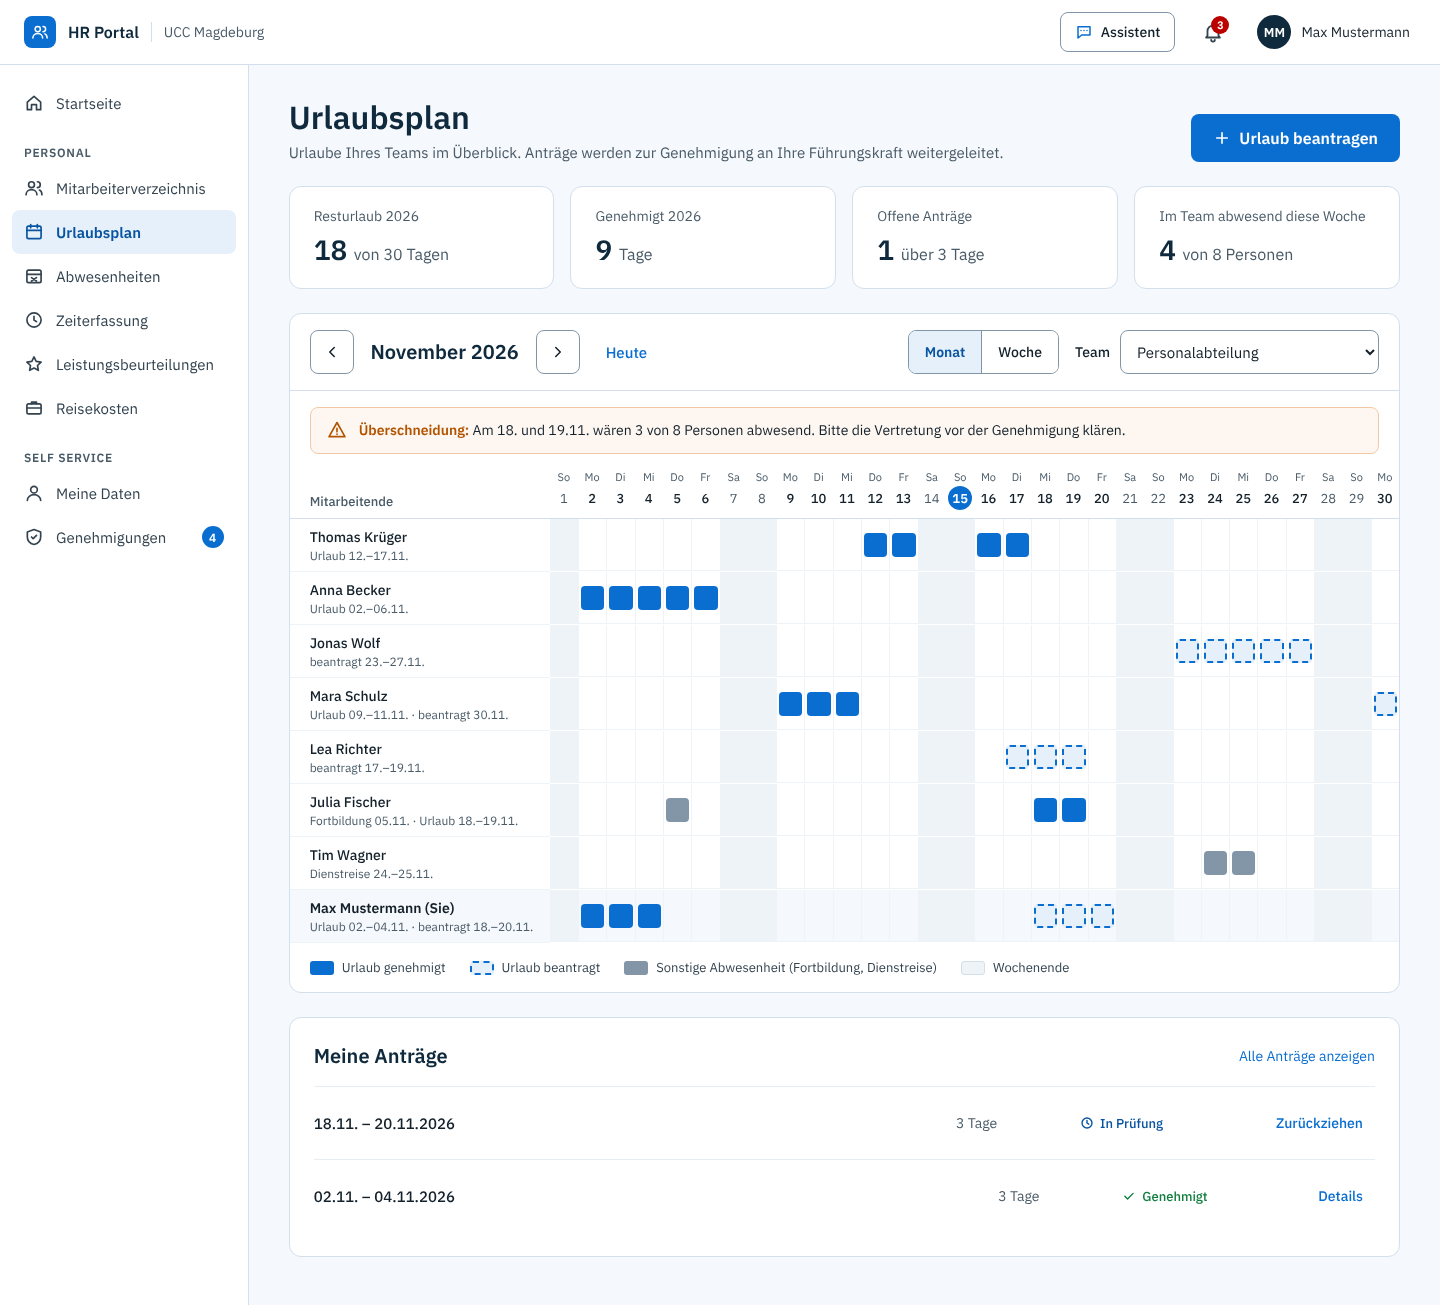 HR Portal UCC Magdeburg Assistent 3 MM Max Mustermann
Startseite
PERSONAL
Mitarbeiterverzeichnis
Urlaubsplan
Abwesenheiten
Zeiterfassung
Leistungsbeurteilungen
Reisekosten
SELF SERVICE
Meine Daten
Genehmigungen 4
Urlaubsplan
Urlaube Ihres Teams im Überblick. Anträge werden zur Genehmigung an Ihre Führungskraft weitergeleitet.
Urlaub beantragen
Resturlaub 2026
18 von 30 Tagen
Genehmigt 2026
9 Tage
Offene Anträge
1 über 3 Tage
Im Team abwesend diese Woche
4 von 8 Personen
November 2026 Heute Monat Woche Team Personalabteilung
Überschneidung: Am 18. und 19.11. wären 3 von 8 Personen abwesend. Bitte die Vertretung vor der Genehmigung klären.
So Mo Di Mi Do Fr Sa So Mo Di Mi Do Fr Sa So Mo Di Mi Do Fr Sa So Mo Di Mi Do Fr Sa So Mo
Mitarbeitende 1 2 3 4 5 6 7 8 9 10 11 12 13 14 15 16 17 18 19 20 21 22 23 24 25 26 27 28 29 30
Thomas Krüger
Urlaub 12.–17.11.
Anna Becker
Urlaub 02.–06.11.
Jonas Wolf
beantragt 23.–27.11.
Mara Schulz
Urlaub 09.–11.11. · beantragt 30.11.
Lea Richter
beantragt 17.–19.11.
Julia Fischer
Fortbildung 05.11. · Urlaub 18.–19.11.
Tim Wagner
Dienstreise 24.–25.11.
Max Mustermann (Sie)
Urlaub 02.–04.11. · beantragt 18.–20.11.
Urlaub genehmigt Urlaub beantragt Sonstige Abwesenheit (Fortbildung, Dienstreise) Wochenende
Meine Anträge Alle Anträge anzeigen
18.11. – 20.11.2026 3 Tage In Prüfung Zurückziehen
02.11. – 04.11.2026 3 Tage Genehmigt Details